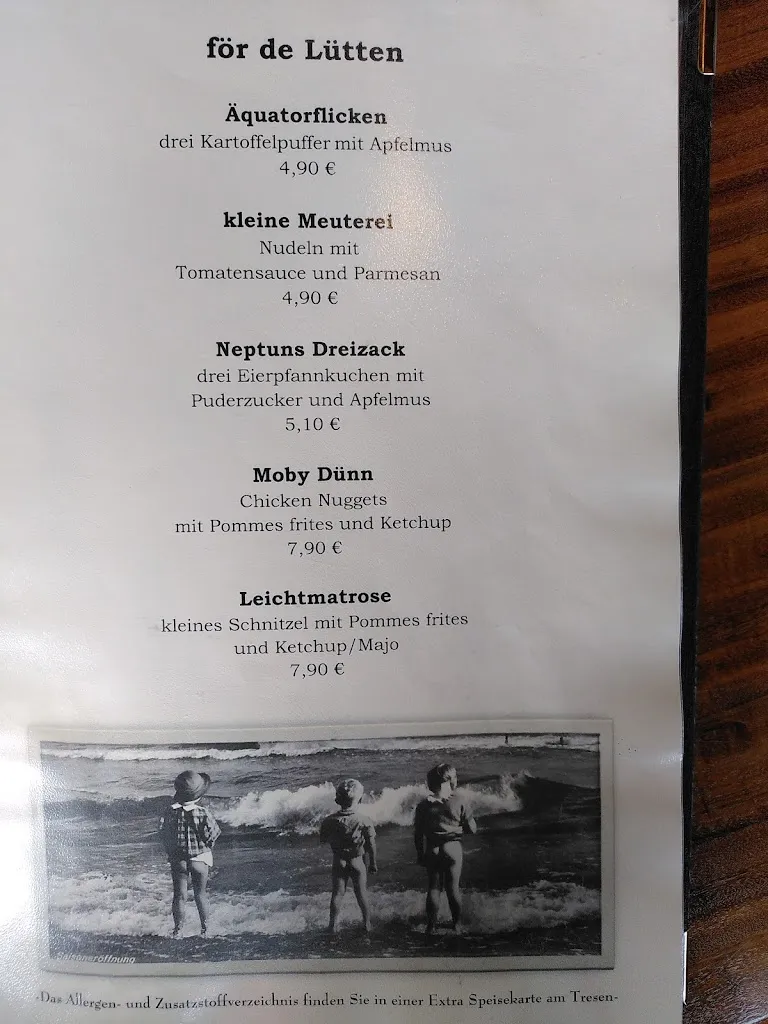 för de Lütten
Äquatorflicken
drei Kartoffelpuffer mit Apfelmus
4,90 €
kleine Meuterei
Nudeln mit
Tomatensauce und Parmesan
4,90 €
Neptuns Dreizack
drei Eierpfannkuchen mit
Puderzucker und Apfelmus
5,10 €
Moby Dünn
Chicken Nuggets
mit Pommes frites und Ketchup
7,90 €
Leichtmatrose
kleines Schnitzel mit Pommes frites
und Ketchup/Majo
7,90 €
Saisoneröffnung
-Das Allergen- und Zusatzstoffverzeichnis finden Sie in einer Extra Speisekarte am Tresen-